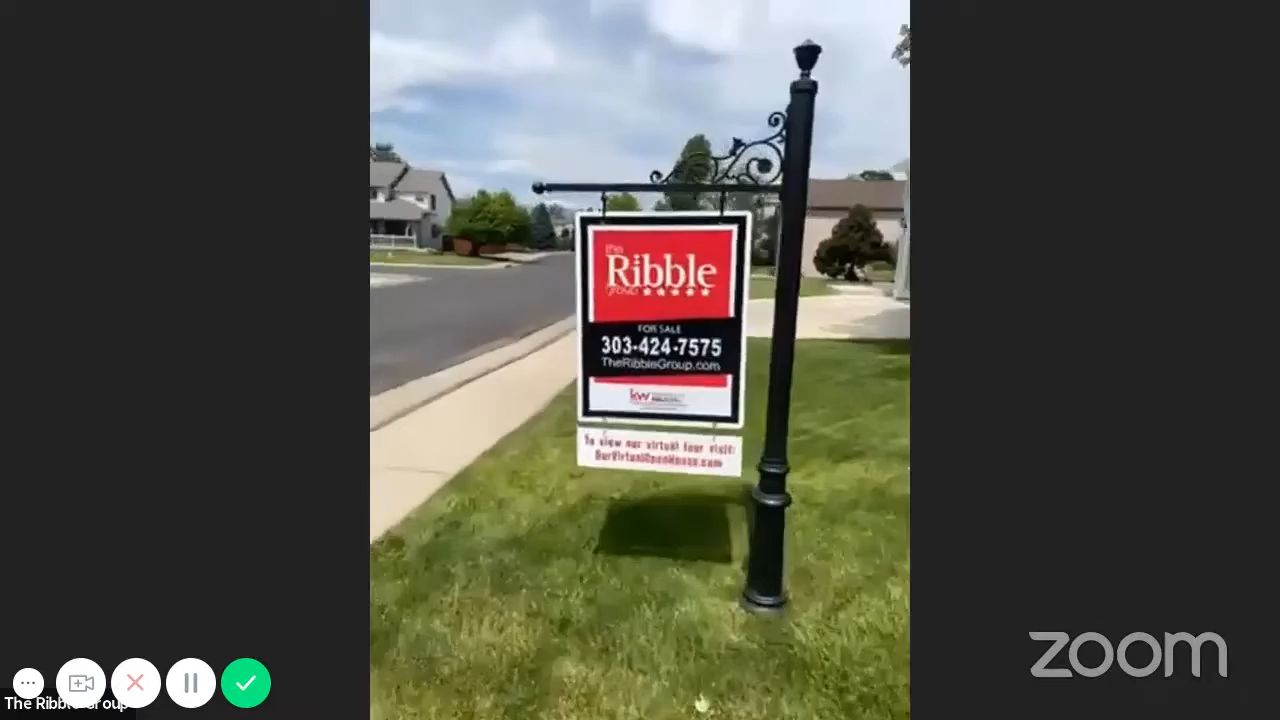 the
Ribble
group
FOR SALE
303-424-7575
TheRibbleGroup.com
kw
To view our virtual tour visit:
OurVirtualOpenHouse.com
The Ribble Group
zoom